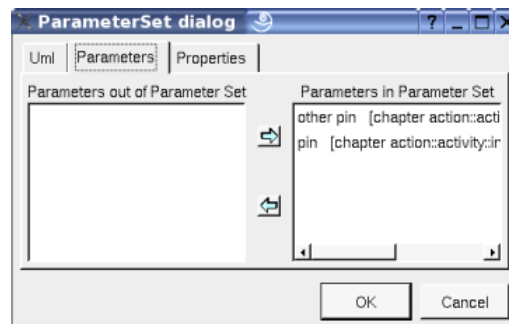 ParameterSet dialog
Uml Parameters Properties
Parameters out of Parameter Set
Parameters in Parameter Set
other pin [chapter action::acti
pin [chapter action::activity::ir
OK Cancel